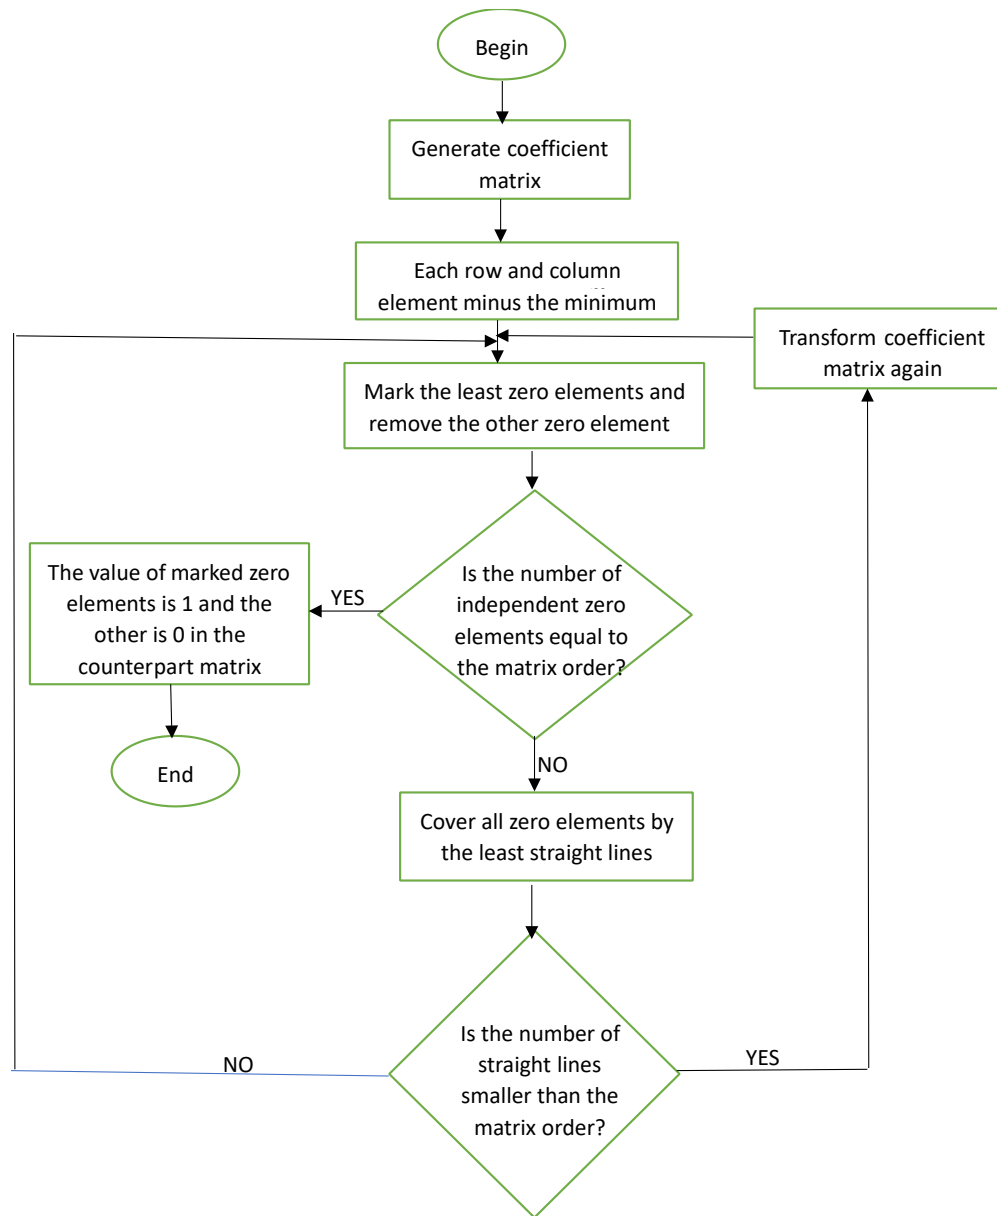 Begin
Generate coefficient
matrix
Each row and column
element minus the minimum
Transform coefficient
matrix again
Mark the least zero elements and
remove the other zero element
Is the number of
independent zero
elements equal to
the matrix order?
YES
The value of marked zero
elements is 1 and the
other is 0 in the
counterpart matrix
End
NO
Cover all zero elements by
the least straight lines
Is the number of
straight lines
smaller than the
matrix order?
NO
YES